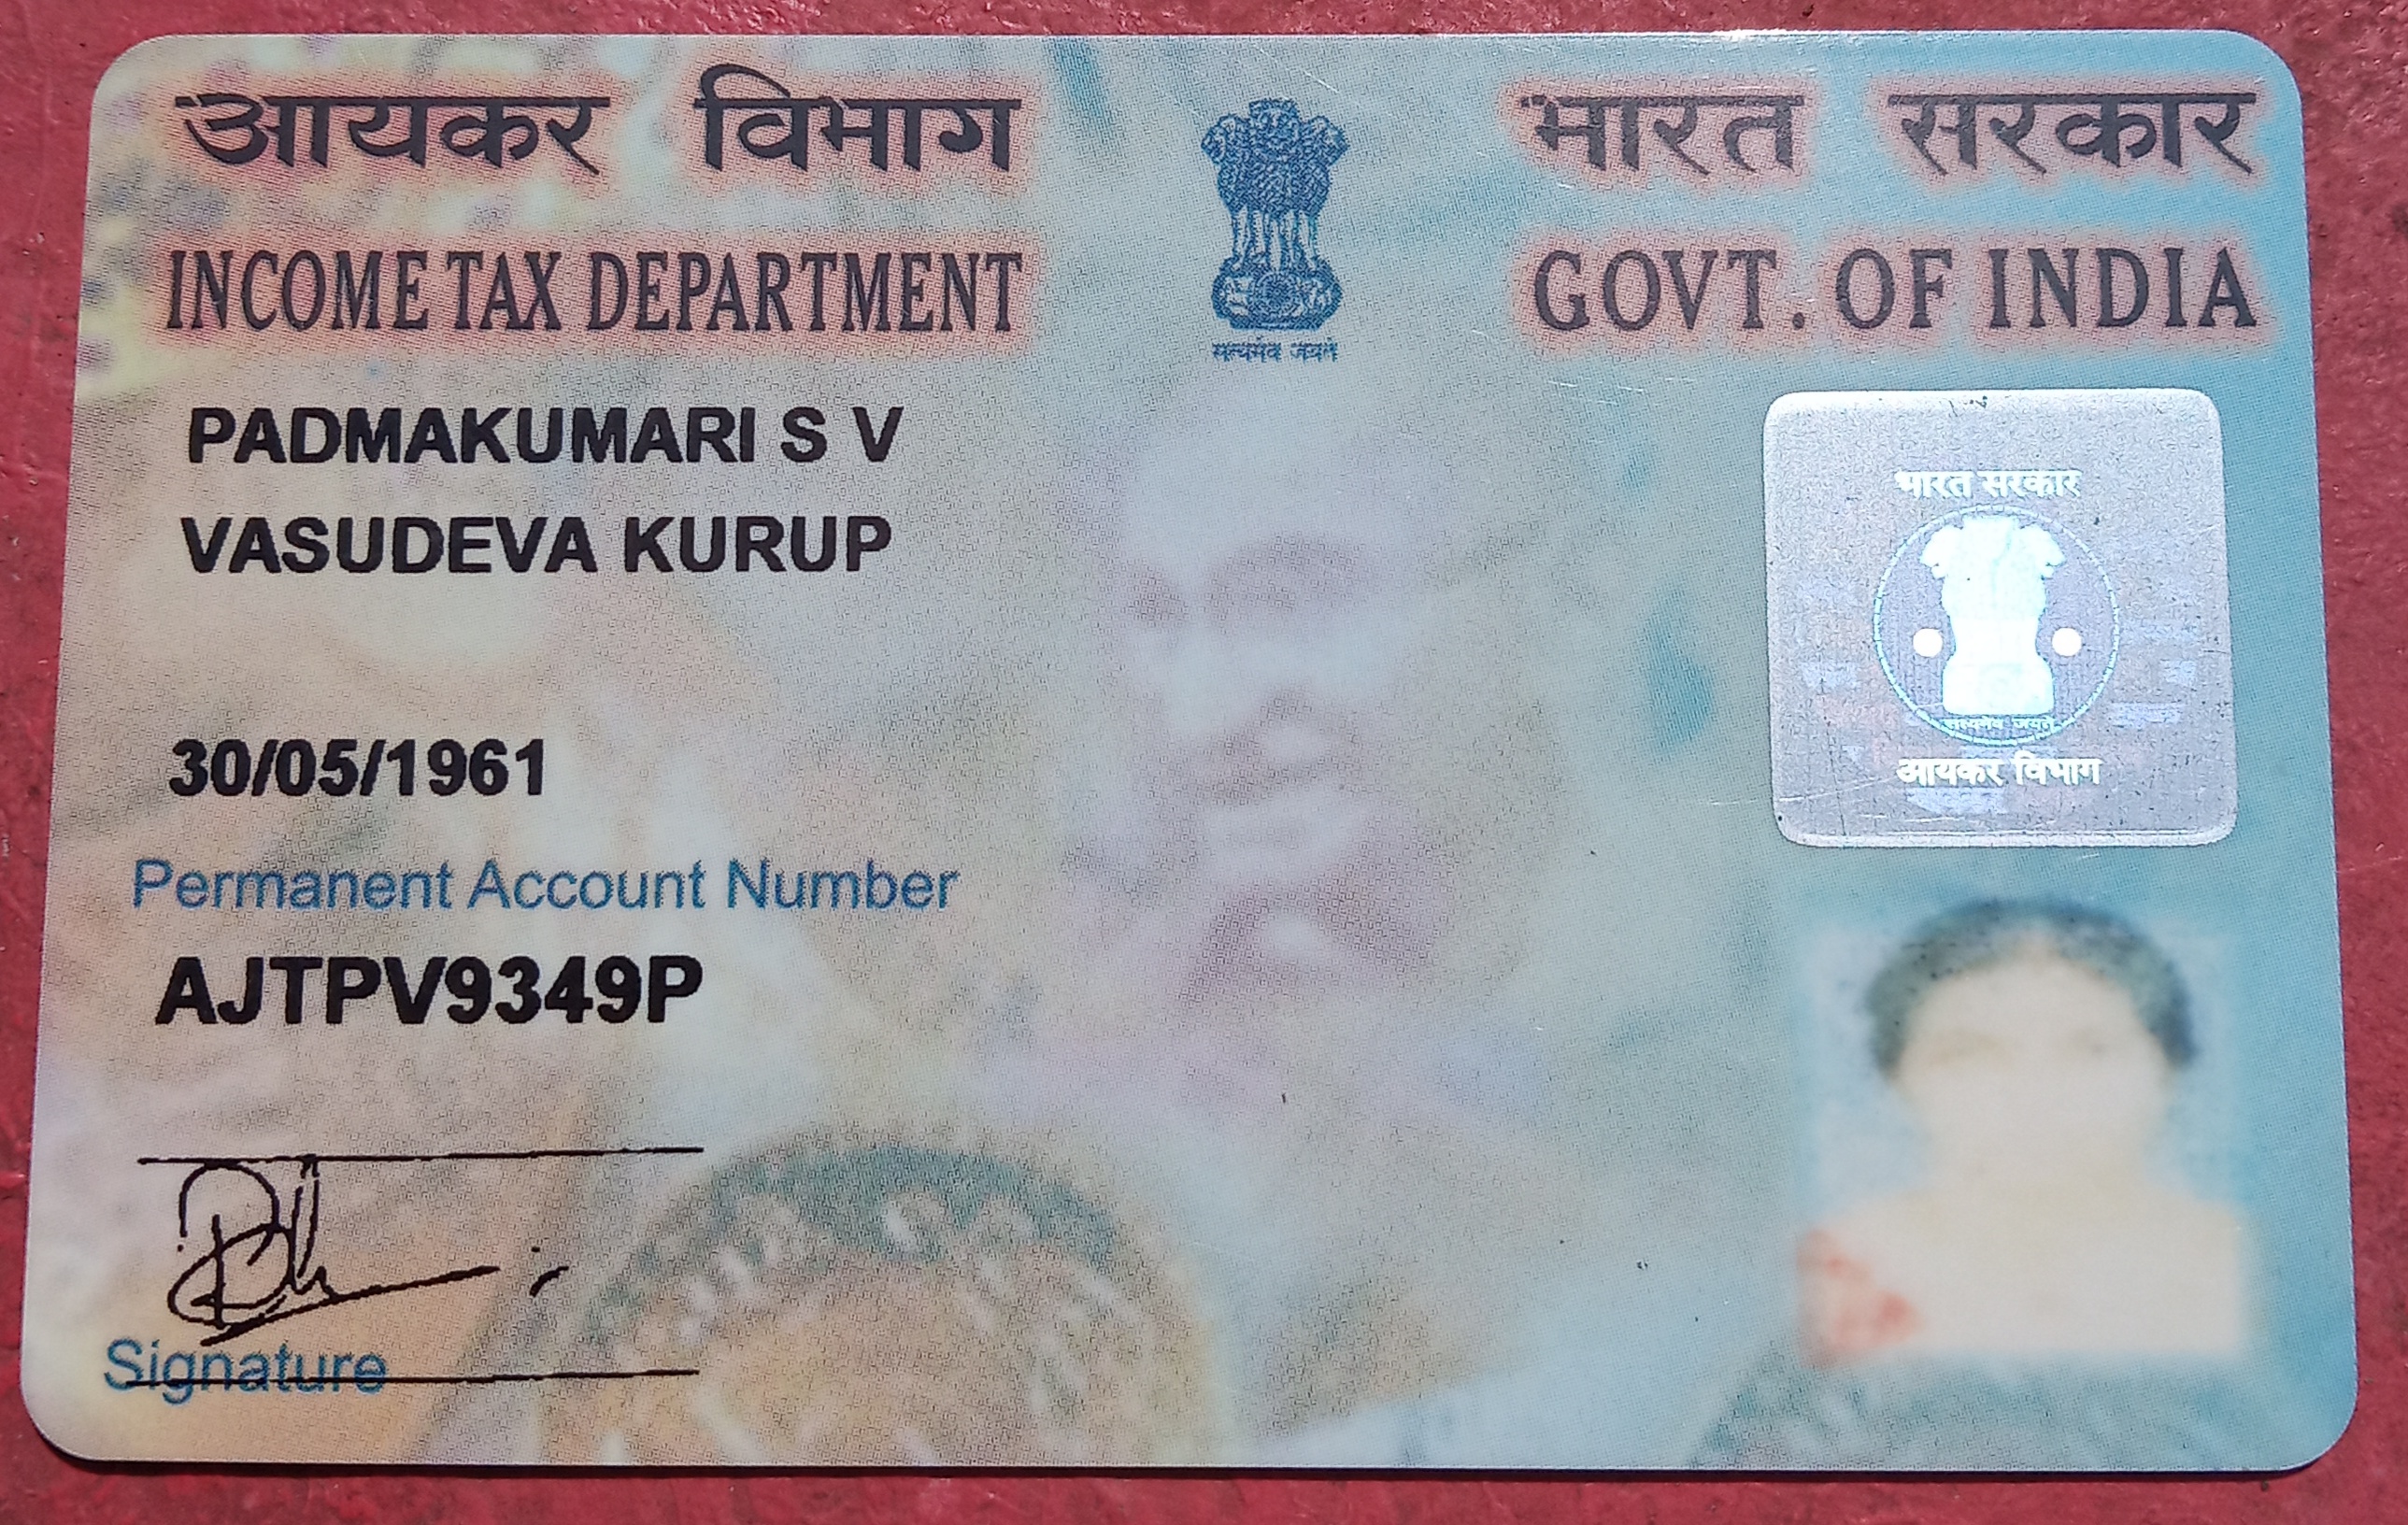 आयकर विभाग
INCOME TAX DEPARTMENT
भारत सरकार
GOVT. OF INDIA
सत्यमेव जयते
PADMAKUMARI S V
VASUDEVA KURUP
30/05/1961
Permanent Account Number
AJTPV9349P
Signature
भारत सरकार
सत्यमेव जयते
आयकर विभाग